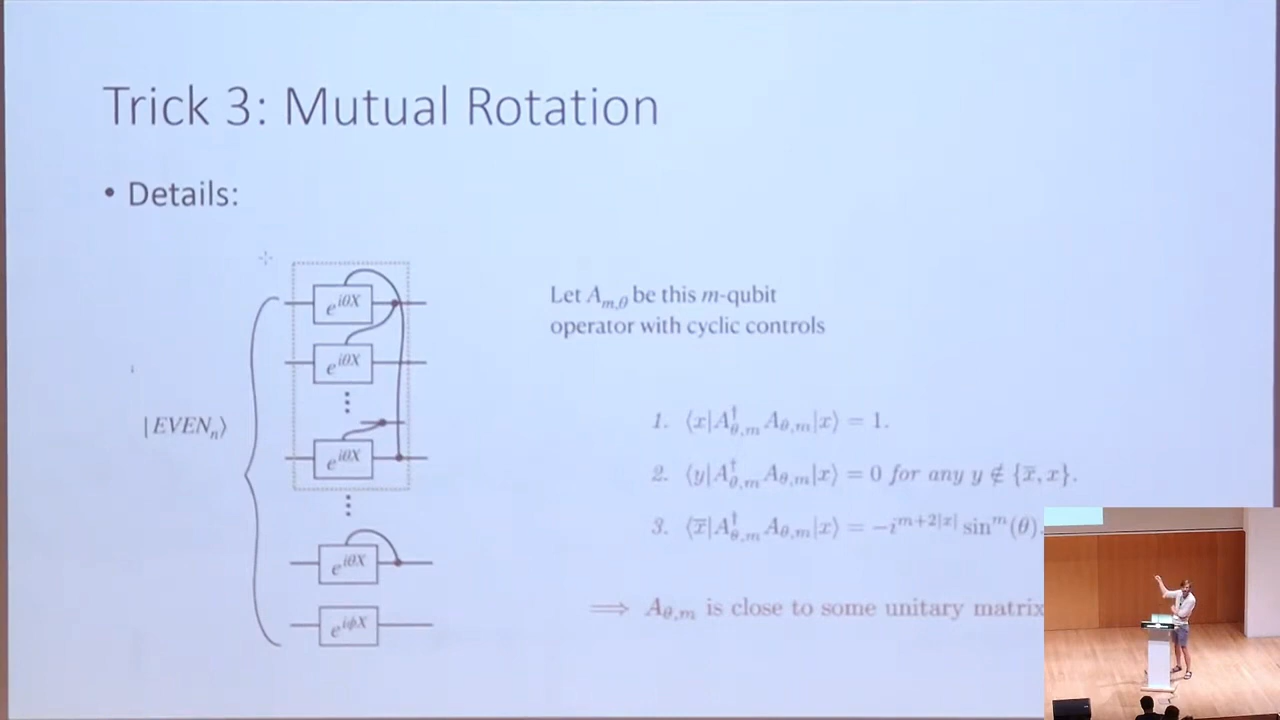 Trick 3: Mutual Rotation
• Details:
e^{iθX}
e^{iθX}
|EVEN_n⟩
e^{iθX}
e^{iθX}
e^{iϕX}
Let A_{m,θ} be this m-qubit
operator with cyclic controls
1. ⟨x|A†_{θ,m} A_{θ,m}|x⟩ = 1.
2. ⟨y|A†_{θ,m} A_{θ,m}|x⟩ = 0 for any y ∉ {x̅, x}.
3. ⟨x̅|A†_{θ,m} A_{θ,m}|x⟩ = −i^{m+2|x|} sin^m(θ).
⟹ A_{θ,m} is close to some unitary matrix